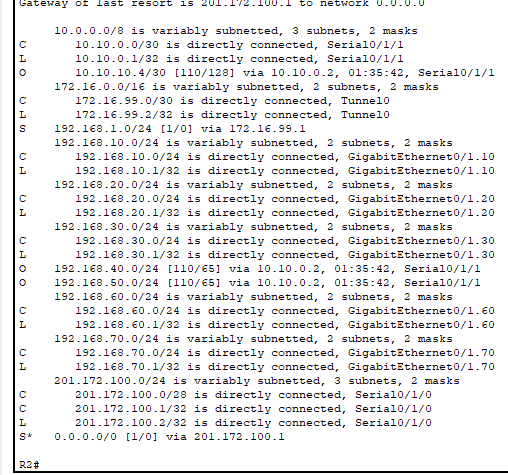 Gateway of last resort is 201.172.100.1 to network 0.0.0.0
10.0.0.0/8 is variably subnetted, 3 subnets, 2 masks
C 10.10.0.0/30 is directly connected, Serial0/1/1
L 10.10.0.1/32 is directly connected, Serial0/1/1
O 10.10.10.4/30 [110/128] via 10.10.0.2, 01:35:42, Serial0/1/1
172.16.0.0/16 is variably subnetted, 2 subnets, 2 masks
C 172.16.99.0/30 is directly connected, Tunnel0
L 172.16.99.2/32 is directly connected, Tunnel0
S 192.168.1.0/24 [1/0] via 172.16.99.1
192.168.10.0/24 is variably subnetted, 2 subnets, 2 masks
C 192.168.10.0/24 is directly connected, GigabitEthernet0/1.10
L 192.168.10.1/32 is directly connected, GigabitEthernet0/1.10
192.168.20.0/24 is variably subnetted, 2 subnets, 2 masks
C 192.168.20.0/24 is directly connected, GigabitEthernet0/1.20
L 192.168.20.1/32 is directly connected, GigabitEthernet0/1.20
192.168.30.0/24 is variably subnetted, 2 subnets, 2 masks
C 192.168.30.0/24 is directly connected, GigabitEthernet0/1.30
L 192.168.30.1/32 is directly connected, GigabitEthernet0/1.30
O 192.168.40.0/24 [110/65] via 10.10.0.2, 01:35:42, Serial0/1/1
O 192.168.50.0/24 [110/65] via 10.10.0.2, 01:35:42, Serial0/1/1
192.168.60.0/24 is variably subnetted, 2 subnets, 2 masks
C 192.168.60.0/24 is directly connected, GigabitEthernet0/1.60
L 192.168.60.1/32 is directly connected, GigabitEthernet0/1.60
192.168.70.0/24 is variably subnetted, 2 subnets, 2 masks
C 192.168.70.0/24 is directly connected, GigabitEthernet0/1.70
L 192.168.70.1/32 is directly connected, GigabitEthernet0/1.70
201.172.100.0/24 is variably subnetted, 3 subnets, 2 masks
C 201.172.100.0/28 is directly connected, Serial0/1/0
C 201.172.100.1/32 is directly connected, Serial0/1/0
L 201.172.100.2/32 is directly connected, Serial0/1/0
S* 0.0.0.0/0 [1/0] via 201.172.100.1
R2#